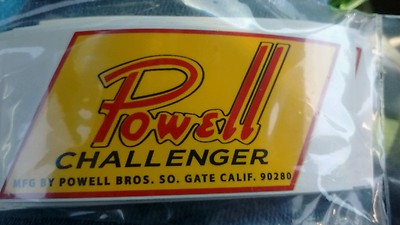 Powell
CHALLENGER
MFG BY POWELL BROS. SO. GATE CALIF. 90280